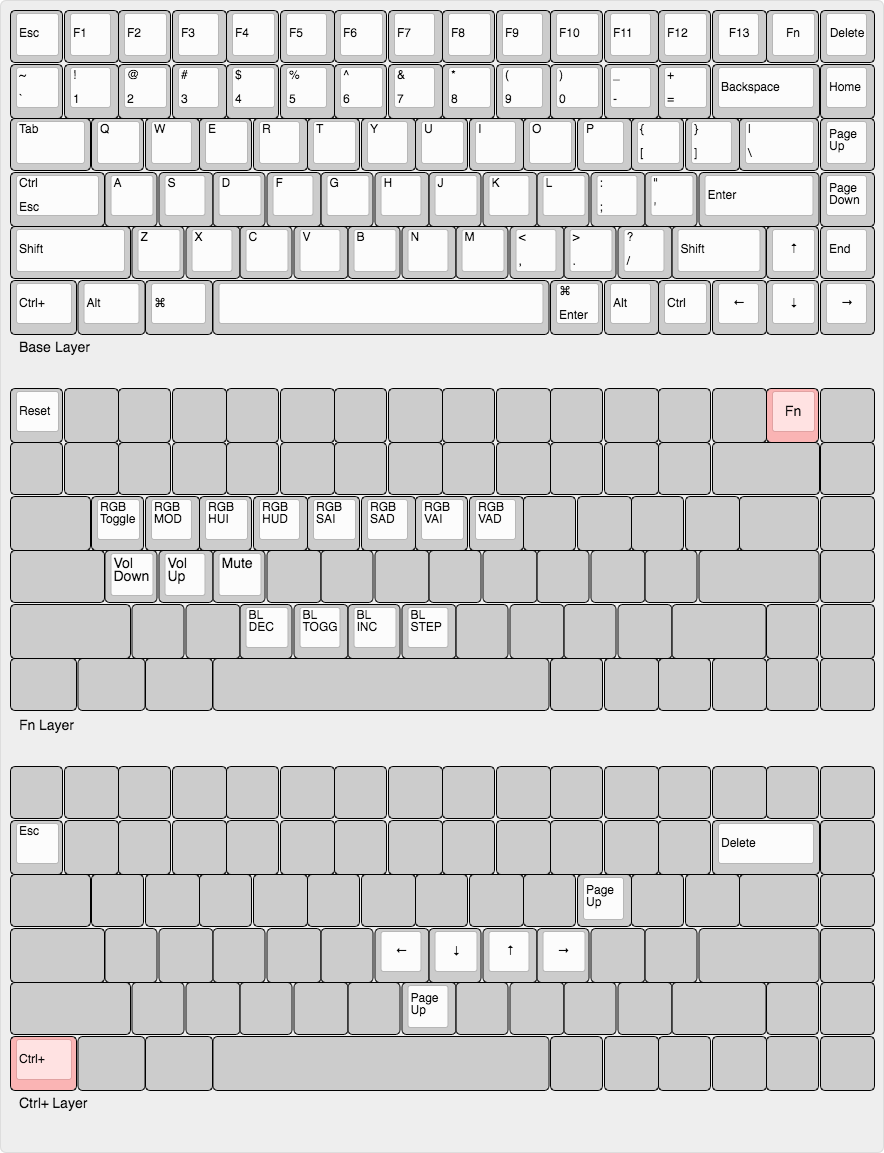 Esc F1 F2 F3 F4 F5 F6 F7 F8 F9 F10 F11 F12 F13 Fn Delete
~ ! @ # $ % ^ & * ( ) _ +
Backspace Home
` 1 2 3 4 5 6 7 8 9 0 - =
Tab Q W E R T Y U I O P { } |
Page
Up
[ ] \
Ctrl A S D F G H J K L : "
Enter
Page
Down
Esc ; '
Z X C V B N M < > ?
Shift Shift ↑ End
, . /
⌘
Ctrl+ Alt ⌘ Alt Ctrl ← ↓ →
Enter
Base Layer
Reset Fn
RGB RGB RGB RGB RGB RGB RGB RGB
Toggle MOD HUI HUD SAI SAD VAI VAD
Vol Vol Mute
Down Up
BL BL BL BL
DEC TOGG INC STEP
Fn Layer
Esc
Delete
Page
Up
← ↓ ↑ →
Page
Up
Ctrl+
Ctrl+ Layer